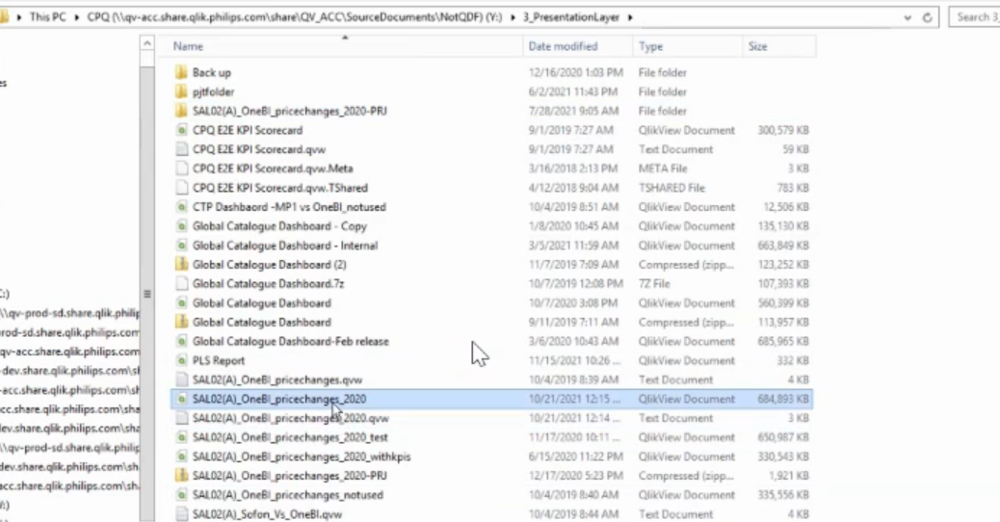 This PC CPQ (\\qv-acc.share.qlik.philips.com\share\QV_ACC\SourceDocuments\NotQDF) (Y:) 3_PresentationLayer Search 3_
Name Date modified Type Size
es
Back up 12/16/2020 1:03 PM File folder
pjtfolder 6/2/2021 11:43 PM File folder
SAL02(A)_OneBI_pricechanges_2020-PRJ 7/28/2021 9:05 AM File folder
CPQ E2E KPI Scorecard 9/1/2019 7:27 AM QlikView Document 300,579 KB
CPQ E2E KPI Scorecard.qvw 9/1/2019 7:27 AM Text Document 59 KB
CPQ E2E KPI Scorecard.qvw.Meta 3/16/2018 2:13 PM META File 3 KB
CPQ E2E KPI Scorecard.qvw.TShared 4/12/2018 9:04 AM TSHARED File 783 KB
CTP Dashbaord -MP1 vs OneBI_notused 10/4/2019 8:51 AM QlikView Document 12,506 KB
Global Catalogue Dashboard - Copy 1/8/2020 10:45 AM QlikView Document 135,130 KB
Global Catalogue Dashboard - Internal 3/5/2021 11:59 AM QlikView Document 663,849 KB
Global Catalogue Dashboard (2) 11/7/2019 7:09 AM Compressed (zipp... 123,252 KB
:) Global Catalogue Dashboard.7z 10/7/2019 12:08 PM 7Z File 107,393 KB
\\qv-prod-sd.share.qlik.philip Global Catalogue Dashboard 10/7/2020 3:08 PM QlikView Document 560,399 KB
rod-sd.share.qlik.philips.com Global Catalogue Dashboard 9/11/2019 7:11 AM Compressed (zipp... 113,957 KB
qv-acc.share.qlik.philips.com\ Global Catalogue Dashboard-Feb release 3/6/2020 10:43 AM QlikView Document 685,965 KB
-dev.share.qlik.philips.com\sl PLS Report 11/15/2021 10:26 ... QlikView Document 332 KB
-acc.share.qlik.philips.com\sh SAL02(A)_OneBI_pricechanges.qvw 10/4/2019 8:39 AM Text Document 4 KB
SAL02(A)_OneBI_pricechanges_2020 10/21/2021 12:15 ... QlikView Document 684,893 KB
dev.share.qlik.philips.com\sh SAL02(A)_OneBI_pricechanges_2020.qvw 10/21/2021 12:14 ... Text Document 3 KB
\\qv-prod-sd.share.qlik.philip SAL02(A)_OneBI_pricechanges_2020_test 11/17/2020 10:11 ... QlikView Document 650,987 KB
dev.share.qlik.philips.com\sh SAL02(A)_OneBI_pricechanges_2020_withkpis 6/15/2020 11:22 PM QlikView Document 330,543 KB
cc.share.qlik.philips.com\sh SAL02(A)_OneBI_pricechanges_2020-PRJ 12/17/2020 5:23 PM Compressed (zipp... 1,921 KB
SAL02(A)_OneBI_pricechanges_notused 10/4/2019 8:40 AM QlikView Document 335,556 KB
SAL02(A)_Sofon_Vs_OneBI.qvw 10/4/2019 8:44 AM Text Document 4 KB